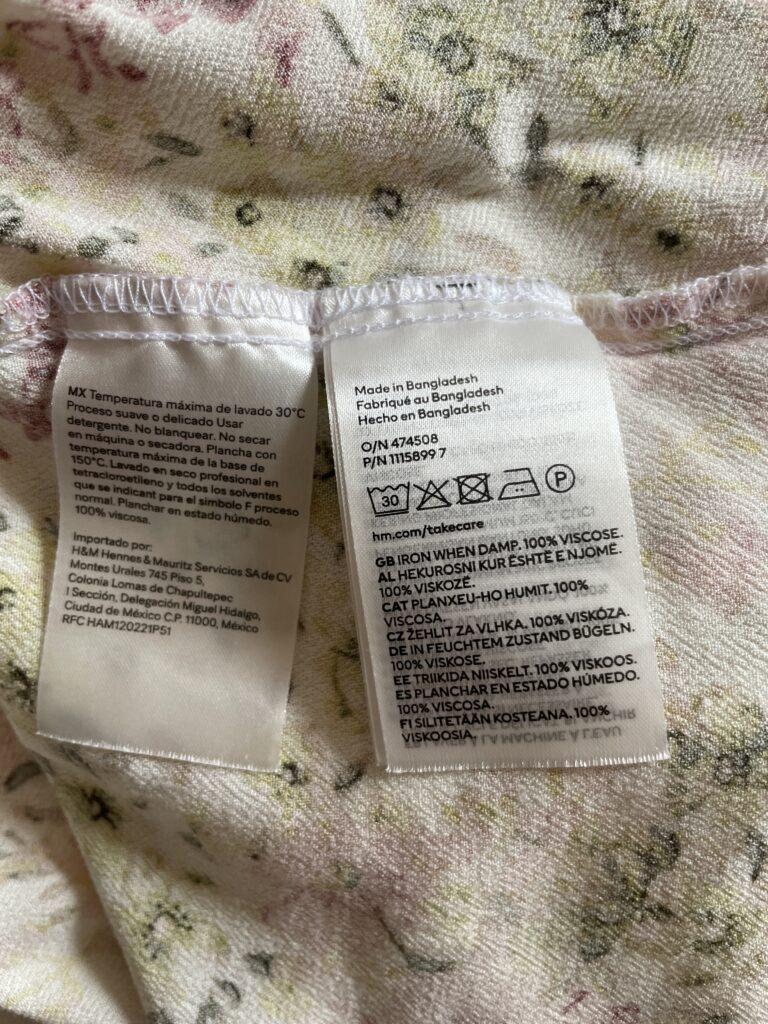 MX Temperatura máxima de lavado 30°C
Proceso suave o delicado Usar
detergente. No blanquear. No secar
en máquina o secadora. Plancha con
temperatura máxima de la base de
150°C. Lavado en seco profesional en
tetracloroetileno y todos los solventes
que se indicant para el simbolo F proceso
normal. Planchar en estado húmedo.
100% viscosa.
Importado por:
H&M Hennes & Mauritz Servicios SA de CV
Montes Urales 745 Piso 5,
Colonia Lomas de Chapultepec
I Sección, Delegación Miguel Hidalgo,
Ciudad de México C.P. 11000, México
RFC HAM120221P51
Made in Bangladesh
Fabriqué au Bangladesh
Hecho en Bangladesh
O/N 474508
P/N 1115899 7
30 P
hm.com/takecare
GB IRON WHEN DAMP. 100% VISCOSE.
AL HEKUROSNI KUR ËSHTË E NJOMË.
100% VISKOZË.
CAT PLANXEU-HO HUMIT. 100%
VISCOSA.
CZ ŽEHLIT ZA VLHKA. 100% VISKÓZA.
DE IN FEUCHTEM ZUSTAND BÜGELN.
100% VISKOSE.
EE TRIIKIDA NIISKELT. 100% VISKOOS.
ES PLANCHAR EN ESTADO HÚMEDO.
100% VISCOSA.
FI SILITETÄÄN KOSTEANA. 100%
VISKOOSIA.